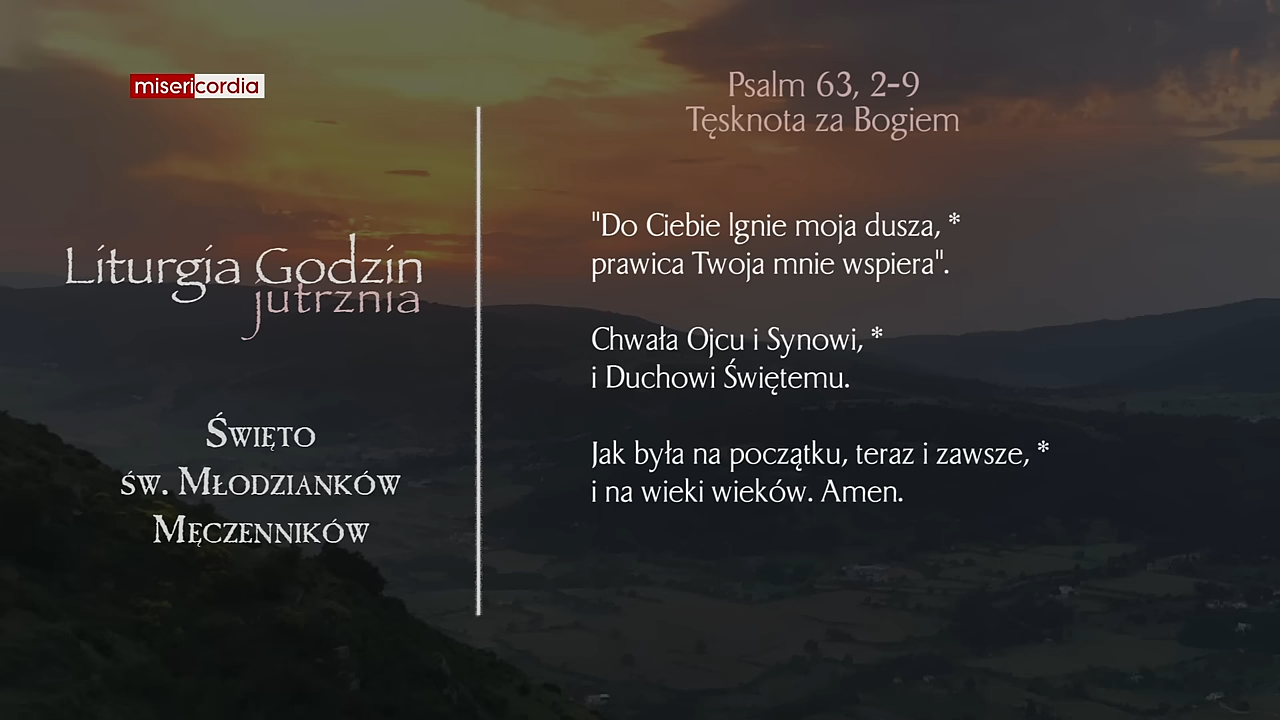 misericordia
Liturgia Godzin
jutrznia
Święto
św. Młodzianków
Męczenników
Psalm 63, 2-9
Tęsknota za Bogiem
"Do Ciebie lgnie moja dusza, *
prawica Twoja mnie wspiera".
Chwała Ojcu i Synowi, *
i Duchowi Świętemu.
Jak była na początku, teraz i zawsze, *
i na wieki wieków. Amen.